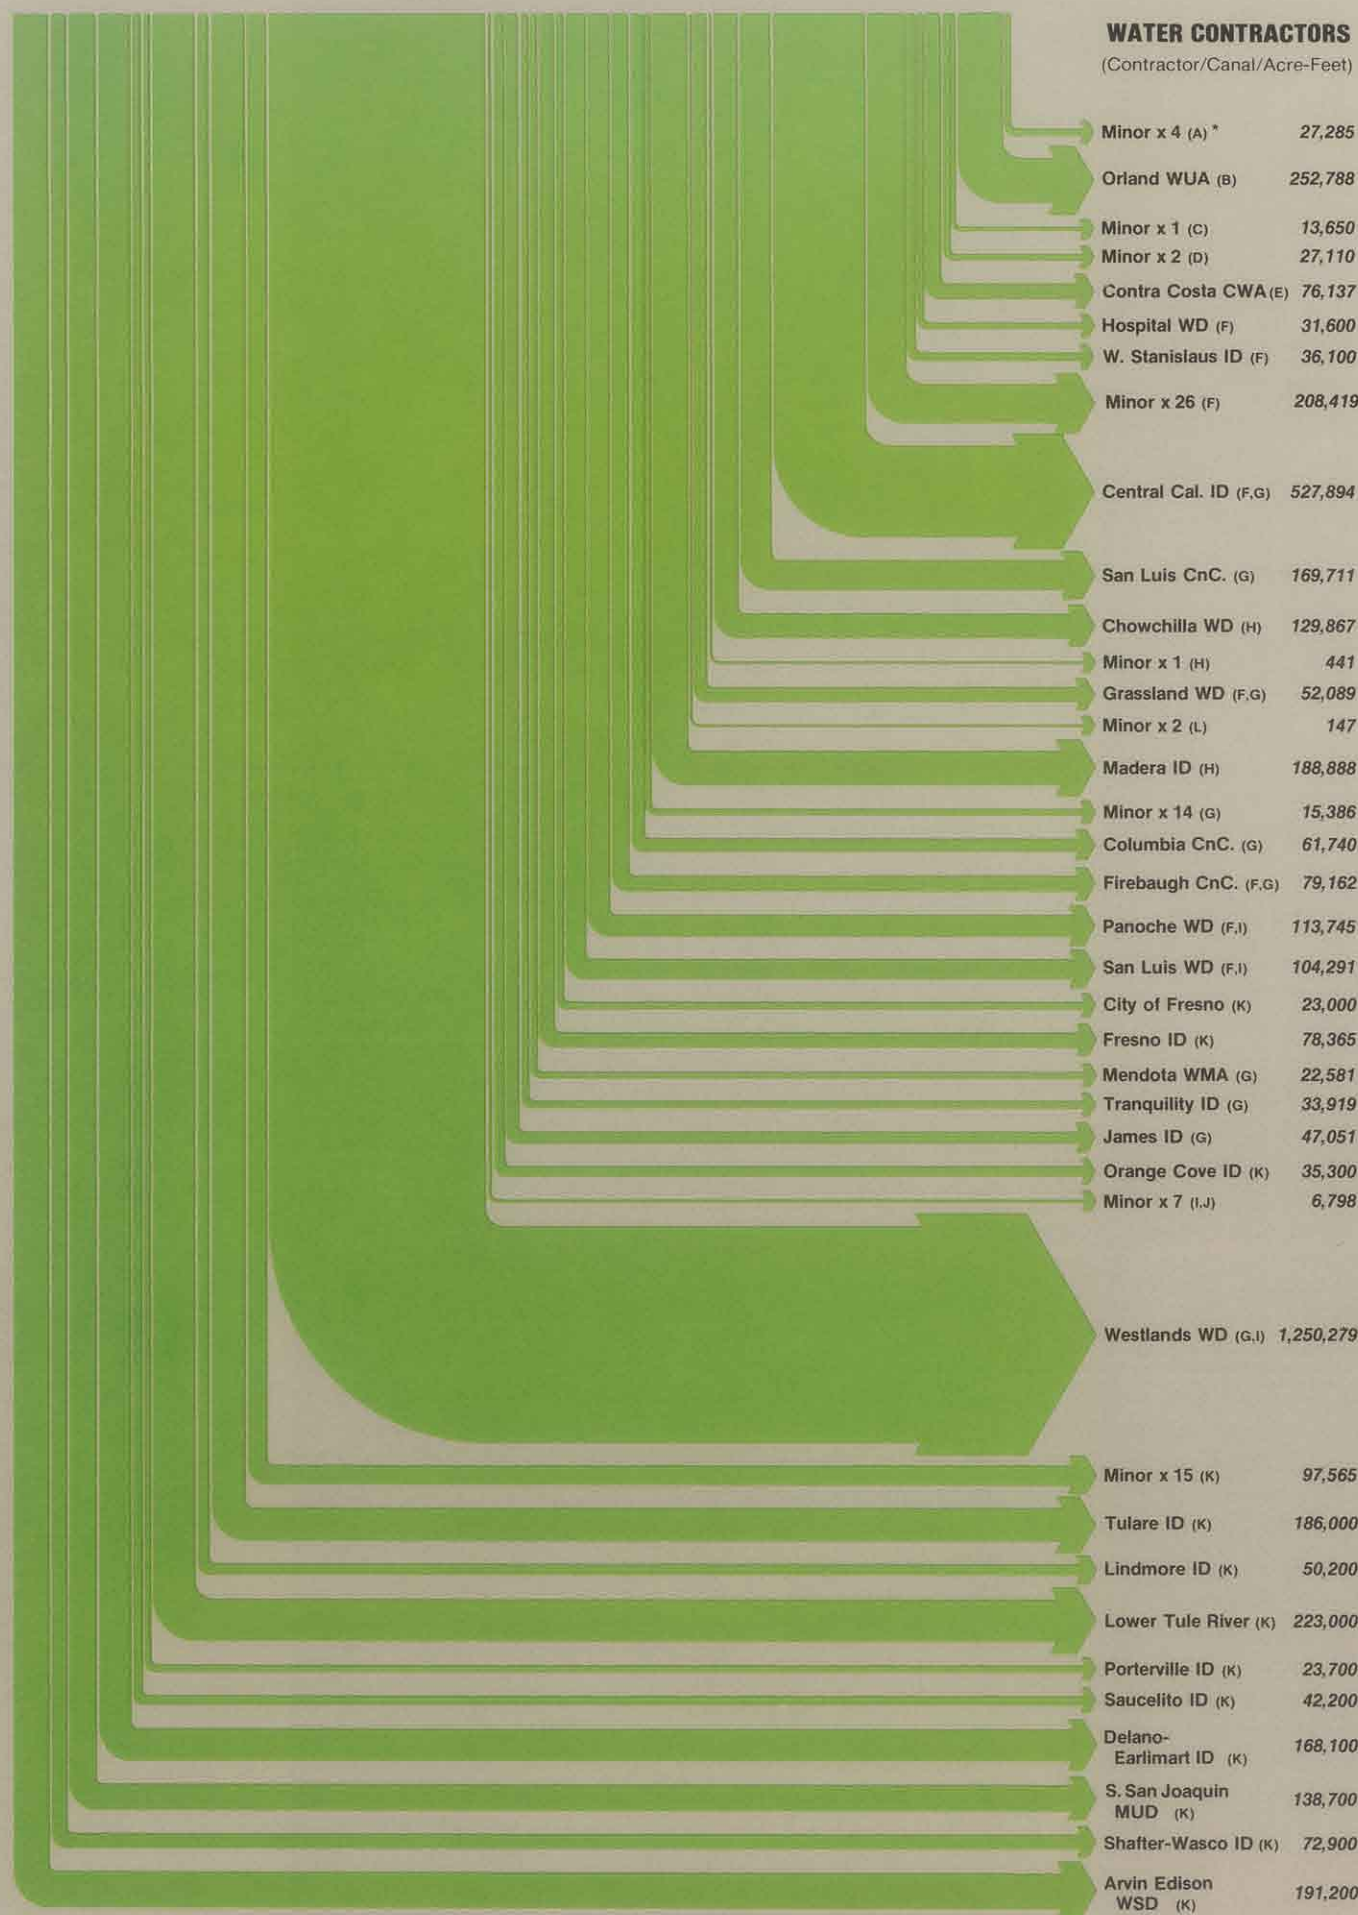 WATER CONTRACTORS
(Contractor/Canal/Acre-Feet)
Minor x 4 (A) * 27,285
Orland WUA (B) 252,788
Minor x 1 (C) 13,650
Minor x 2 (D) 27,110
Contra Costa CWA (E) 76,137
Hospital WD (F) 31,600
W. Stanislaus ID (F) 36,100
Minor x 26 (F) 208,419
Central Cal. ID (F,G) 527,894
San Luis CnC. (G) 169,711
Chowchilla WD (H) 129,867
Minor x 1 (H) 441
Grassland WD (F,G) 52,089
Minor x 2 (L) 147
Madera ID (H) 188,888
Minor x 14 (G) 15,386
Columbia CnC. (G) 61,740
Firebaugh CnC. (F,G) 79,162
Panoche WD (F,I) 113,745
San Luis WD (F,I) 104,291
City of Fresno (K) 23,000
Fresno ID (K) 78,365
Mendota WMA (G) 22,581
Tranquility ID (G) 33,919
James ID (G) 47,051
Orange Cove ID (K) 35,300
Minor x 7 (I,J) 6,798
Westlands WD (G,I) 1,250,279
Minor x 15 (K) 97,565
Tulare ID (K) 186,000
Lindmore ID (K) 50,200
Lower Tule River (K) 223,000
Porterville ID (K) 23,700
Saucelito ID (K) 42,200
Delano-
Earlimart ID (K) 168,100
S. San Joaquin
MUD (K) 138,700
Shafter-Wasco ID (K) 72,900
Arvin Edison
WSD (K) 191,200